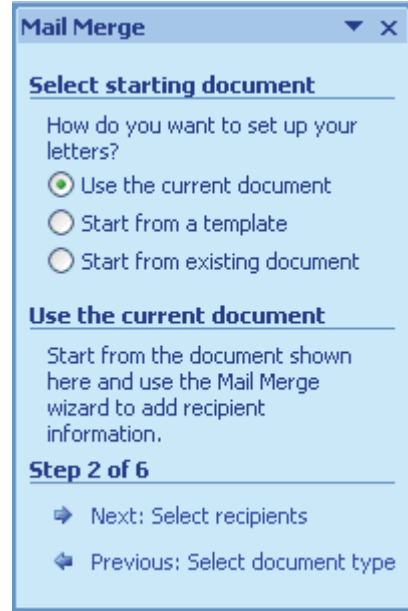 Mail Merge
Select starting document
How do you want to set up your
letters?
Use the current document
Start from a template
Start from existing document
Use the current document
Start from the document shown
here and use the Mail Merge
wizard to add recipient
information.
Step 2 of 6
Next: Select recipients
Previous: Select document type